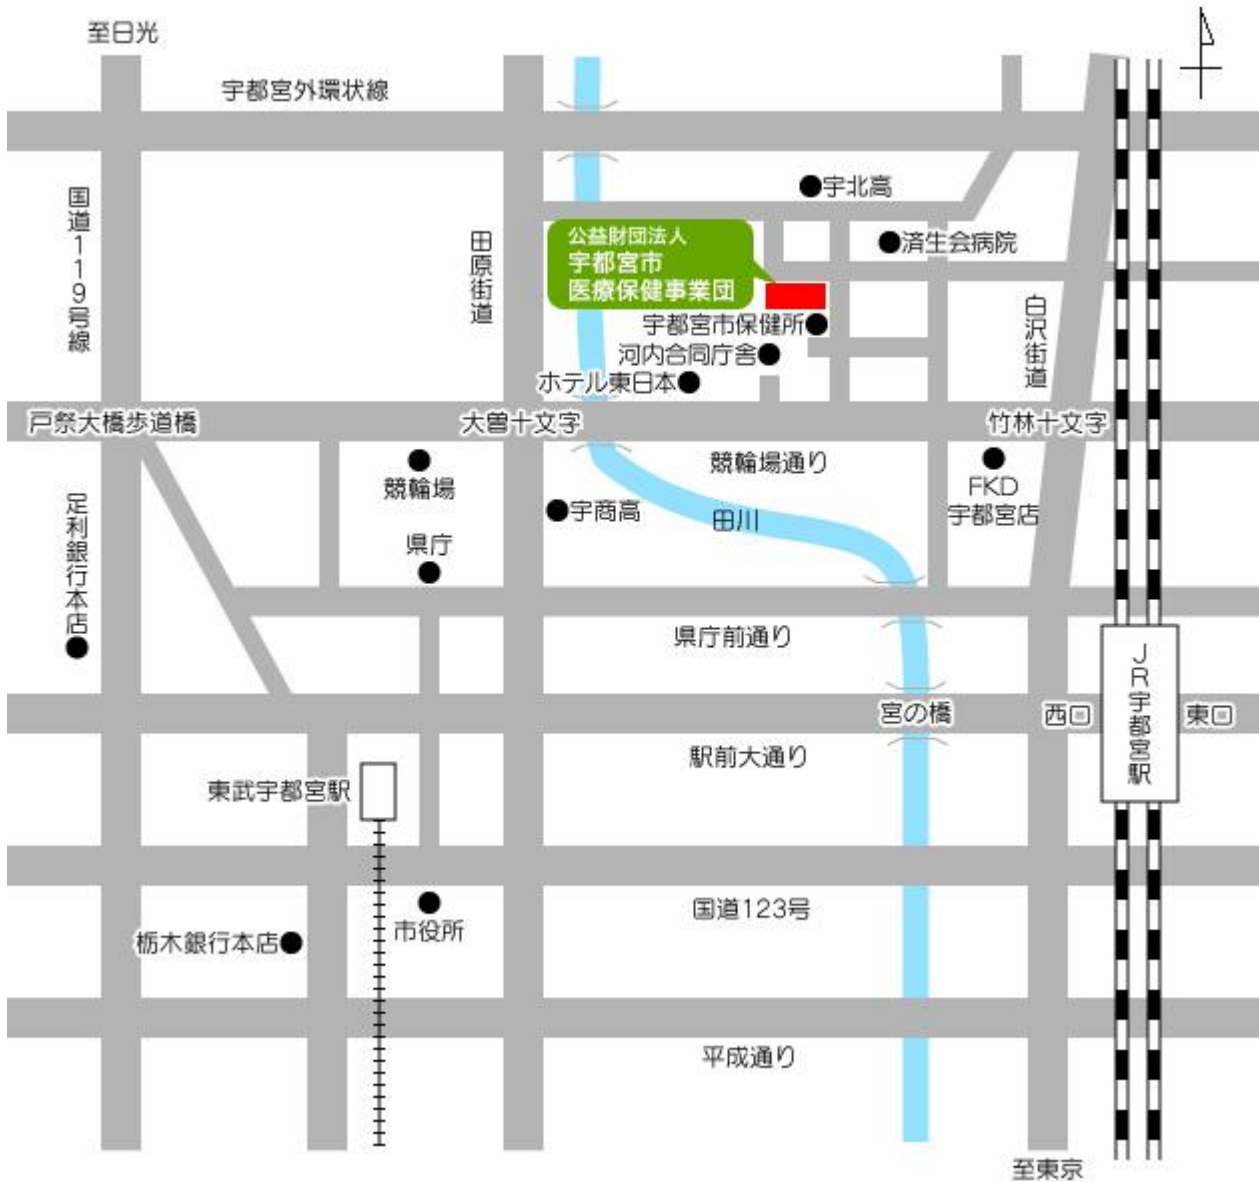 至日光
宇都宮外環状線
国道119号線
田原街道
宇北高
済生会病院
公益財団法人
宇都宮市
医療保健事業団
宇都宮市保健所
河内合同庁舎
ホテル東日本
白沢街道
戸祭大橋歩道橋
大曽十文字
竹林十文字
競輪場通り
競輪場
FKD
宇都宮店
宇商高
田川
足利銀行本店
県庁
県庁前通り
JR宇都宮駅
宮の橋
西口
東口
駅前大通り
東武宇都宮駅
国道123号
市役所
栃木銀行本店
平成通り
至東京